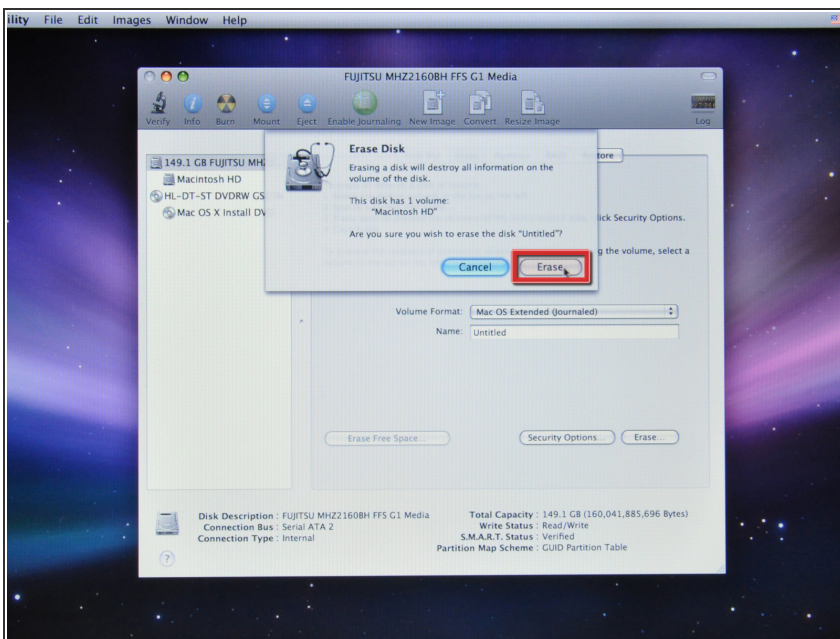 ility File Edit Images Window Help
FUJITSU MHZ2160BH FFS G1 Media
Verify Info Burn Mount Eject Enable Journaling New Image Convert Resize Image Log
149.1 GB FUJITSU MH
Macintosh HD
HL-DT-ST DVDRW GS
Mac OS X Install DV
Erase Disk
Erasing a disk will destroy all information on the
volume of the disk.
This disk has 1 volume:
"Macintosh HD"
Are you sure you wish to erase the disk "Untitled"?
Cancel Erase
tore
lick Security Options.
g the volume, select a
Volume Format: Mac OS Extended (Journaled)
Name: Untitled
Erase Free Space... Security Options... Erase...
Disk Description : FUJITSU MHZ2160BH FFS G1 Media
Connection Bus : Serial ATA 2
Connection Type : Internal
Total Capacity : 149.1 GB (160,041,885,696 Bytes)
Write Status : Read/Write
S.M.A.R.T. Status : Verified
Partition Map Scheme : GUID Partition Table
?